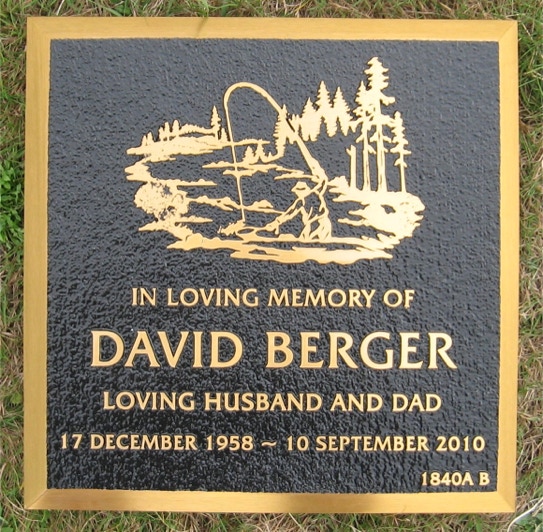 IN LOVING MEMORY OF
DAVID BERGER
LOVING HUSBAND AND DAD
17 DECEMBER 1958 ~ 10 SEPTEMBER 2010
1840A B